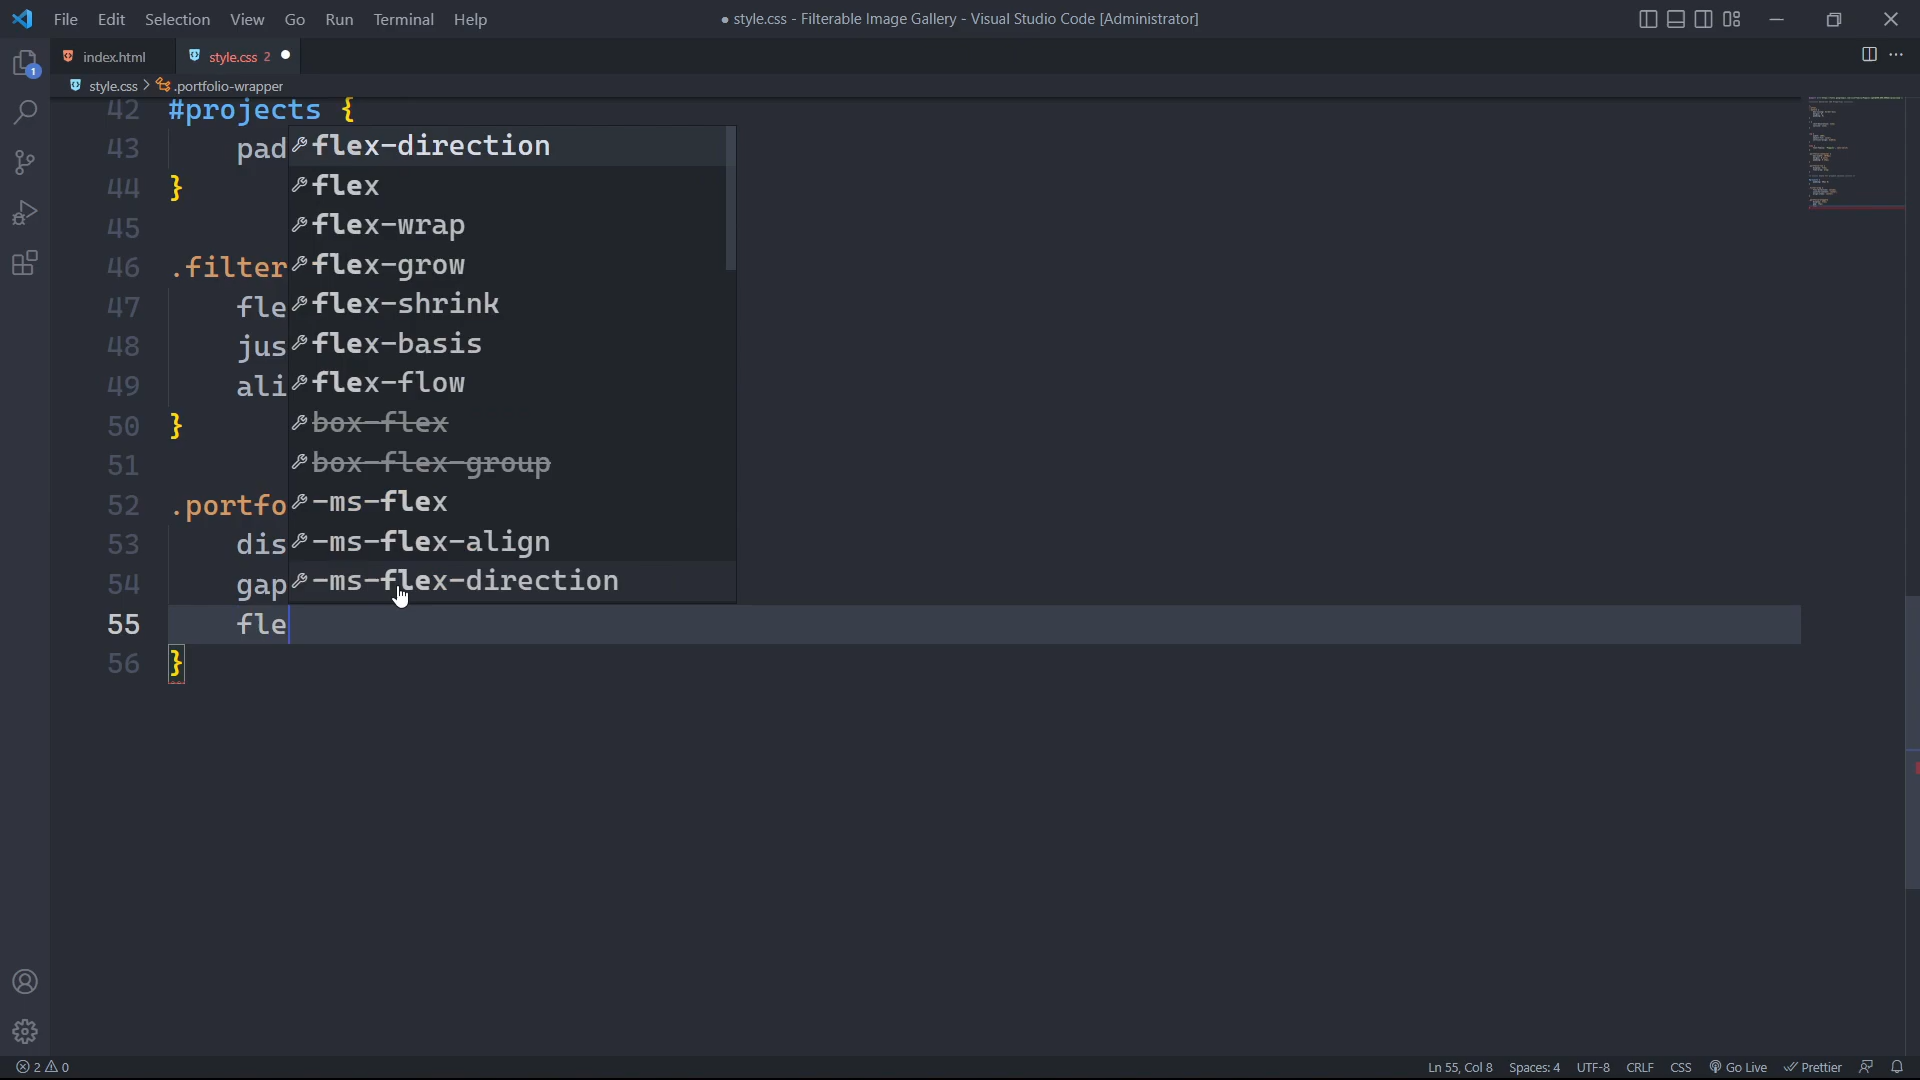 File Edit Selection View Go Run Terminal Help
● style.css - Filterable Image Gallery - Visual Studio Code [Administrator]
index.html
style.css 2 ●
style.css > .portfolio-wrapper
42 #projects {
43 pad
44 }
45
46 .filter
47 fle
48 jus
49 ali
50 }
51
52 .portfo
53 dis
54 gap
55 fle
56 }
flex-direction
flex
flex-wrap
flex-grow
flex-shrink
flex-basis
flex-flow
box-flex
box-flex-group
-ms-flex
-ms-flex-align
-ms-flex-direction
1
2 0
Ln 55, Col 8 Spaces: 4 UTF-8 CRLF CSS Go Live Prettier